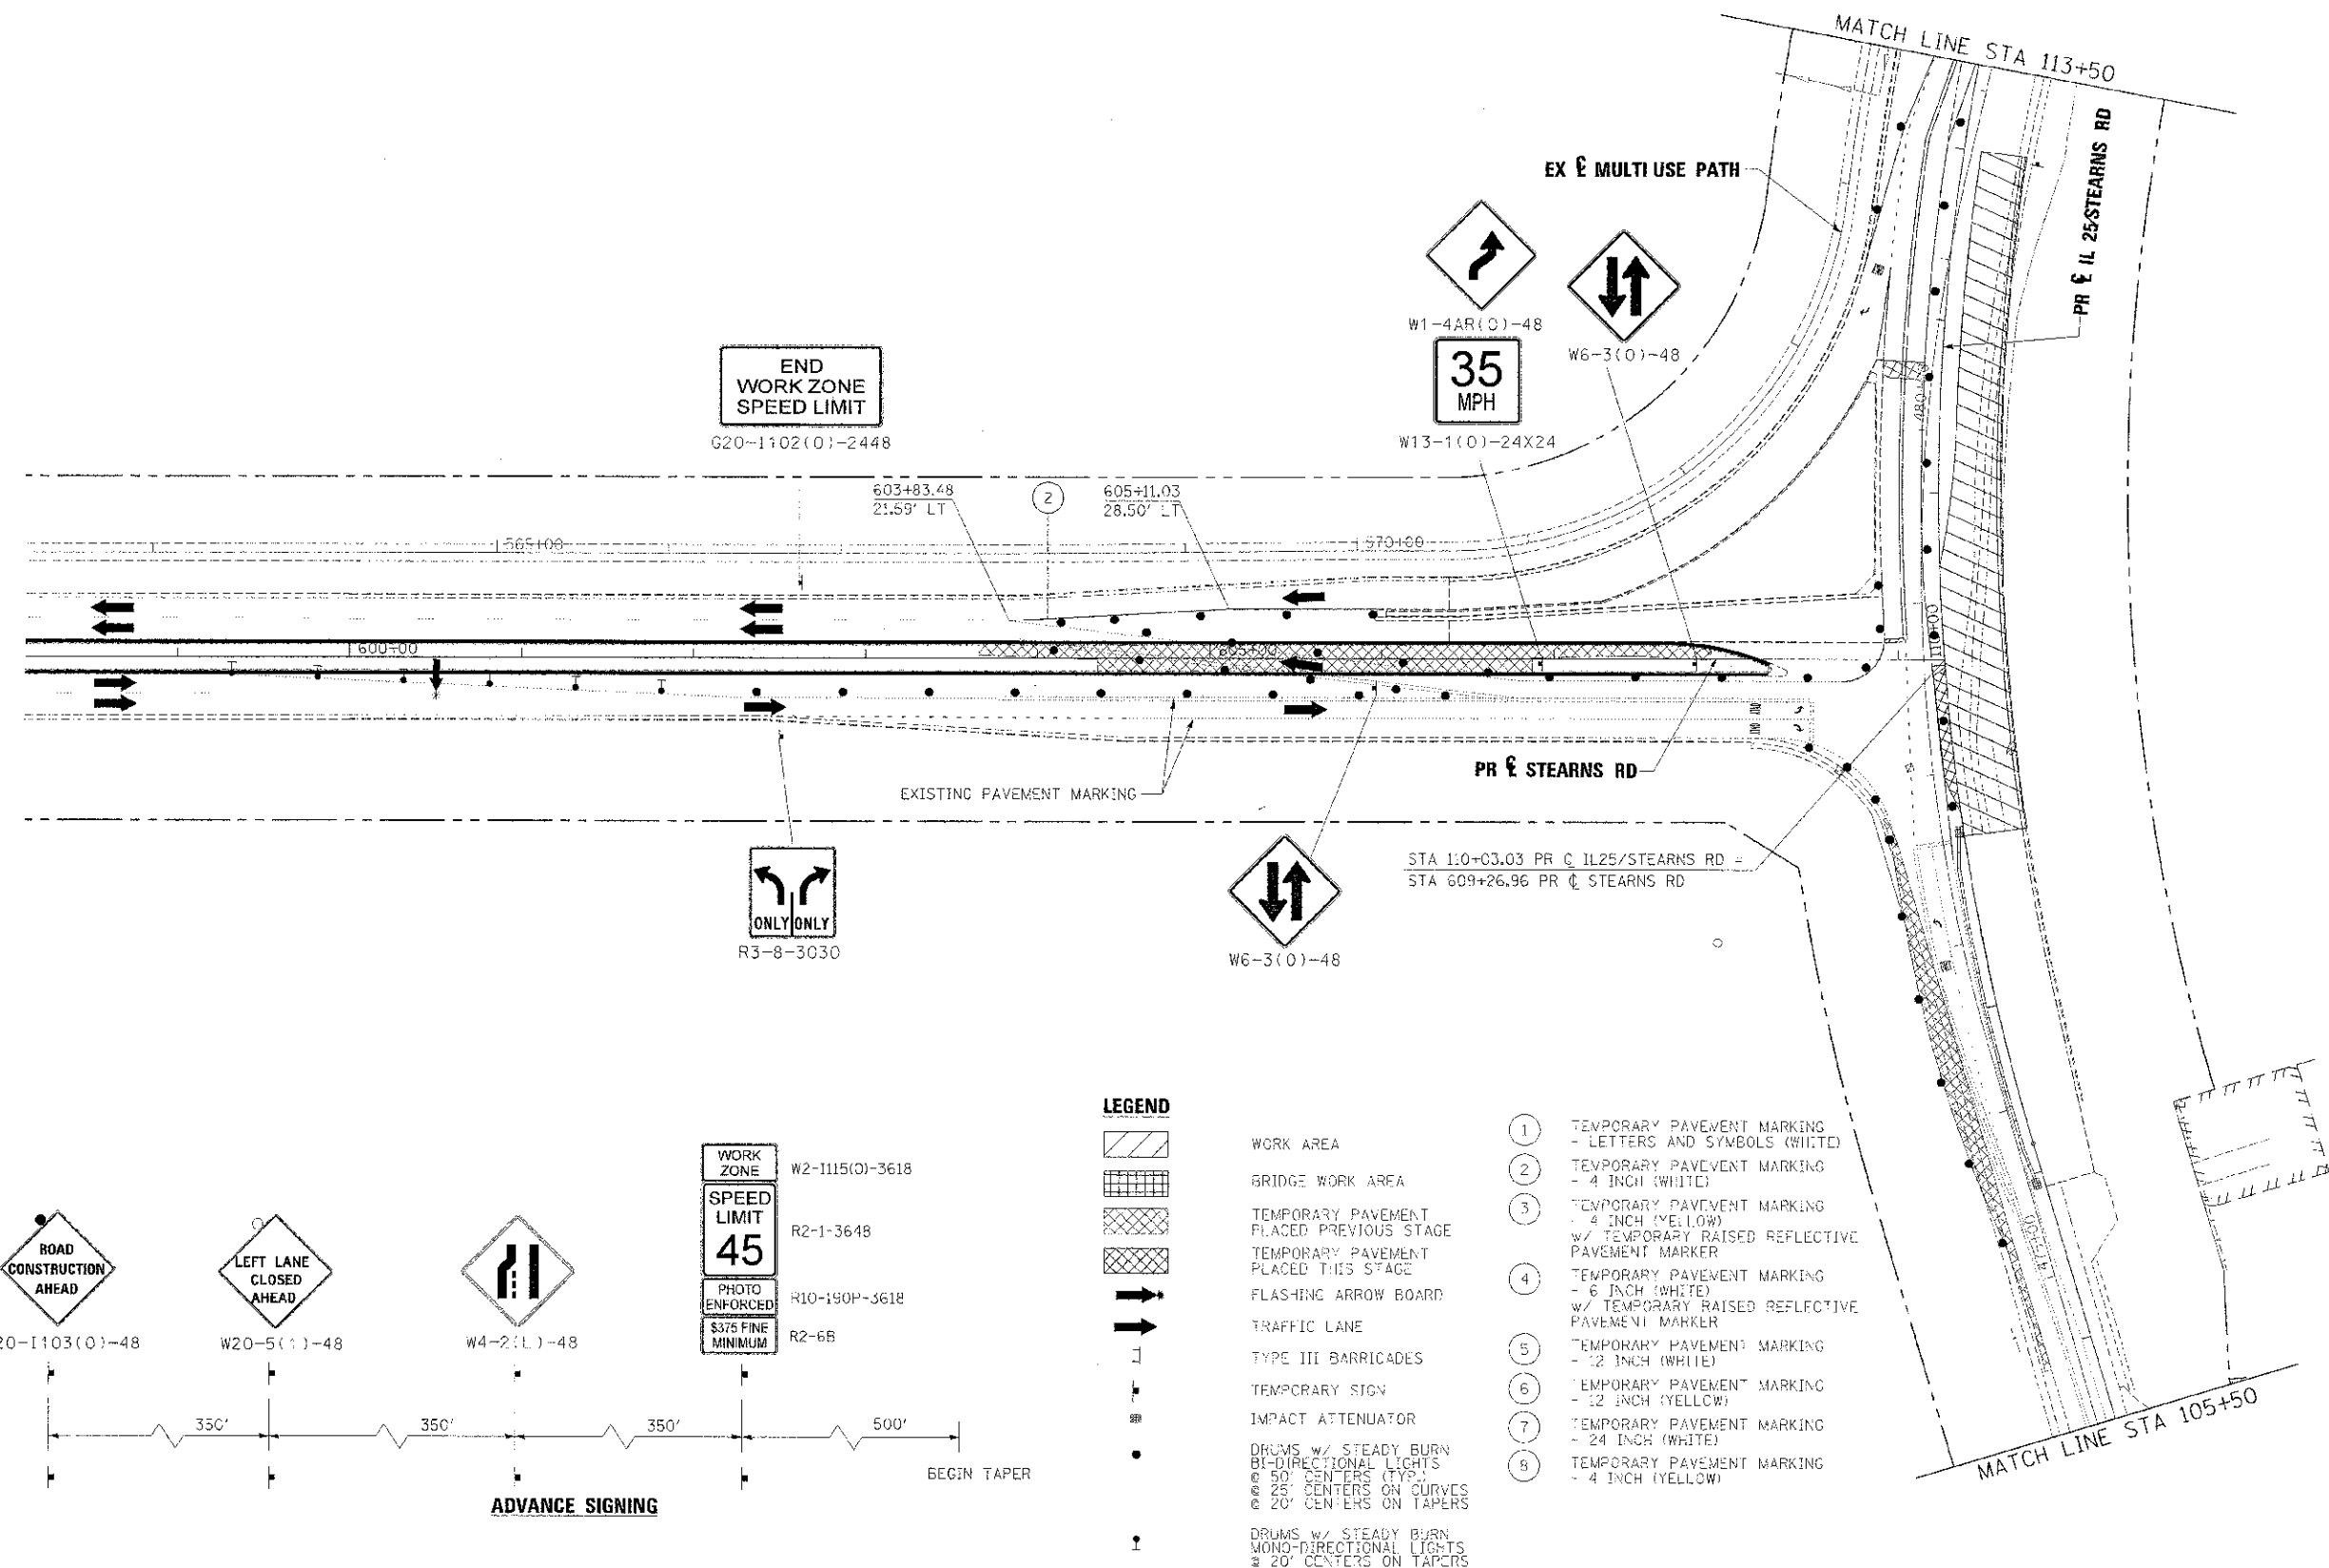 MATCH LINE STA 113+50
EX ℄ MULTI USE PATH
PR ℄ IL 25/STEARNS RD
W1-4AR(O)-48
35
MPH
W13-1(O)-24X24
W6-3(O)-48
END
WORK ZONE
SPEED LIMIT
G20-I102(O)-2448
603+83.48
21.59' LT
2
605+11.03
28.50' LT
565+00
570+00
600+00
605+00
480
110+00
PR ℄ STEARNS RD
EXISTING PAVEMENT MARKING
ONLY ONLY
R3-8-3030
W6-3(O)-48
STA 110+03.03 PR ℄ IL25/STEARNS RD =
STA 609+26.96 PR ℄ STEARNS RD
MATCH LINE STA 105+50
ROAD
CONSTRUCTION
AHEAD
20-I103(O)-48
LEFT LANE
CLOSED
AHEAD
W20-5(1)-48
W4-2(L)-48
WORK
ZONE
W2-I115(O)-3618
SPEED
LIMIT
45
R2-1-3648
PHOTO
ENFORCED
R10-190P-3618
$375 FINE
MINIMUM
R2-6B
350'
350'
350'
500'
BEGIN TAPER
ADVANCE SIGNING
LEGEND
WORK AREA
BRIDGE WORK AREA
TEMPORARY PAVEMENT
PLACED PREVIOUS STAGE
TEMPORARY PAVEMENT
PLACED THIS STAGE
FLASHING ARROW BOARD
TRAFFIC LANE
TYPE III BARRICADES
TEMPORARY SIGN
IMPACT ATTENUATOR
DRUMS w/ STEADY BURN
BI-DIRECTIONAL LIGHTS
@ 50' CENTERS (TYP.)
@ 25' CENTERS ON CURVES
@ 20' CENTERS ON TAPERS
DRUMS w/ STEADY BURN
MONO-DIRECTIONAL LIGHTS
@ 20' CENTERS ON TAPERS
1 TEMPORARY PAVEMENT MARKING
- LETTERS AND SYMBOLS (WHITE)
2 TEMPORARY PAVEMENT MARKING
- 4 INCH (WHITE)
3 TEMPORARY PAVEMENT MARKING
- 4 INCH (YELLOW)
w/ TEMPORARY RAISED REFLECTIVE
PAVEMENT MARKER
4 TEMPORARY PAVEMENT MARKING
- 6 INCH (WHITE)
w/ TEMPORARY RAISED REFLECTIVE
PAVEMENT MARKER
5 TEMPORARY PAVEMENT MARKING
- 12 INCH (WHITE)
6 TEMPORARY PAVEMENT MARKING
- 12 INCH (YELLOW)
7 TEMPORARY PAVEMENT MARKING
- 24 INCH (WHITE)
8 TEMPORARY PAVEMENT MARKING
- 4 INCH (YELLOW)